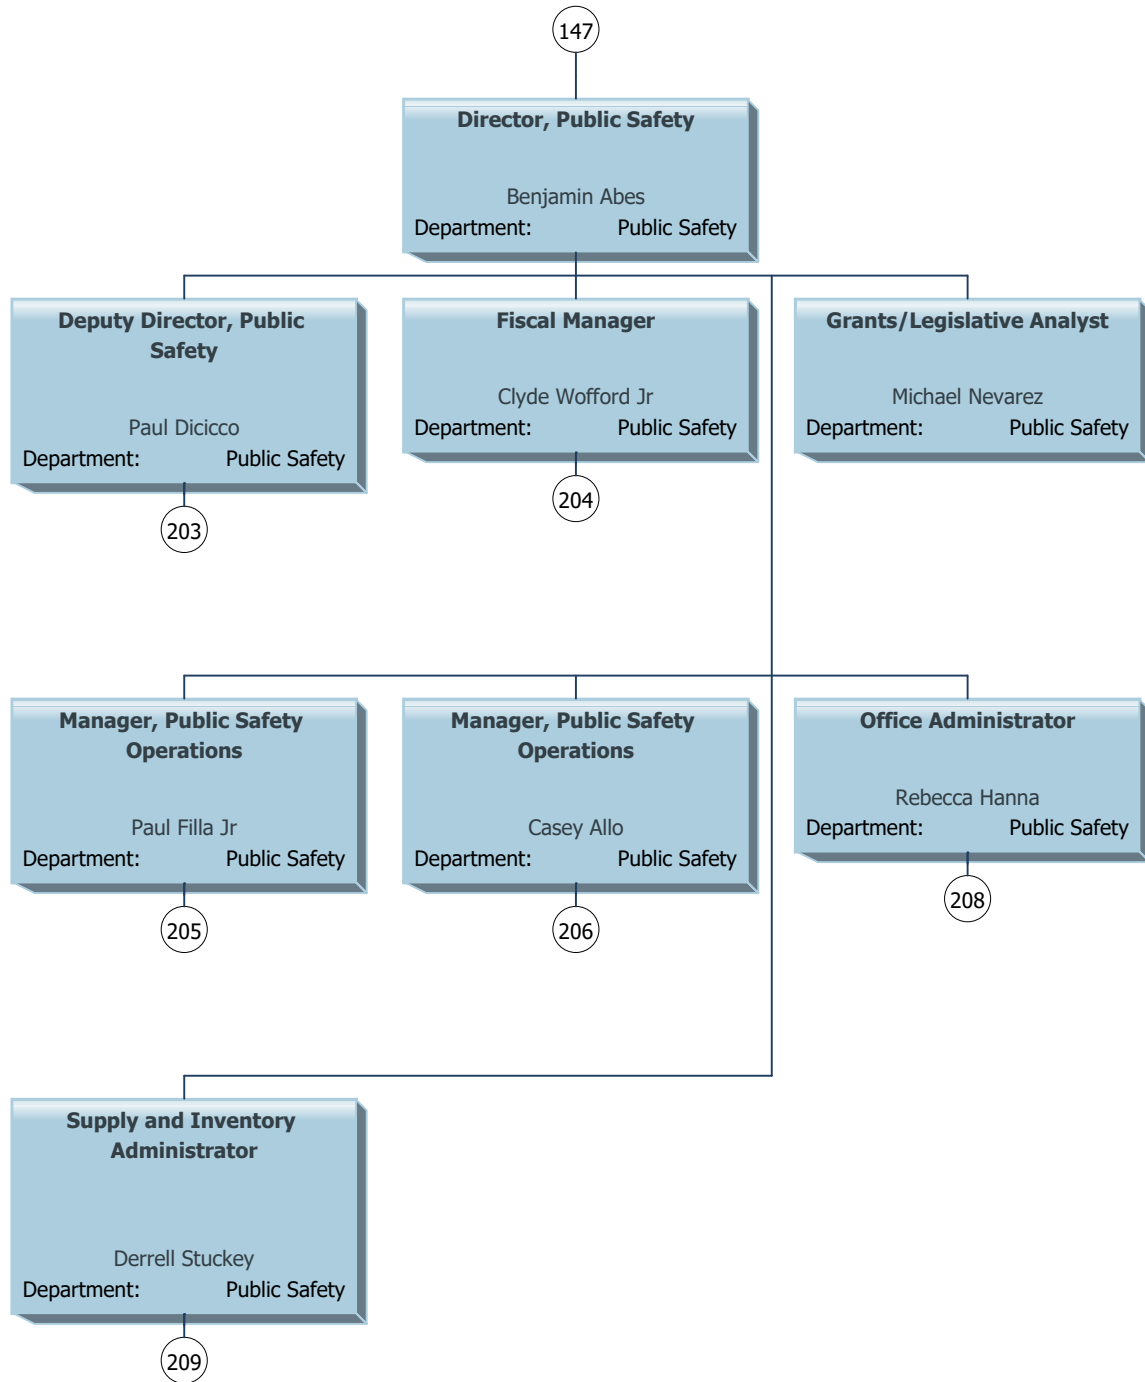 147
Director, Public Safety
Benjamin Abes
Department: Public Safety
Deputy Director, Public
Safety
Paul Dicicco
Department: Public Safety
203
Fiscal Manager
Clyde Wofford Jr
Department: Public Safety
204
Grants/Legislative Analyst
Michael Nevarez
Department: Public Safety
Manager, Public Safety
Operations
Paul Filla Jr
Department: Public Safety
205
Manager, Public Safety
Operations
Casey Allo
Department: Public Safety
206
Office Administrator
Rebecca Hanna
Department: Public Safety
208
Supply and Inventory
Administrator
Derrell Stuckey
Department: Public Safety
209